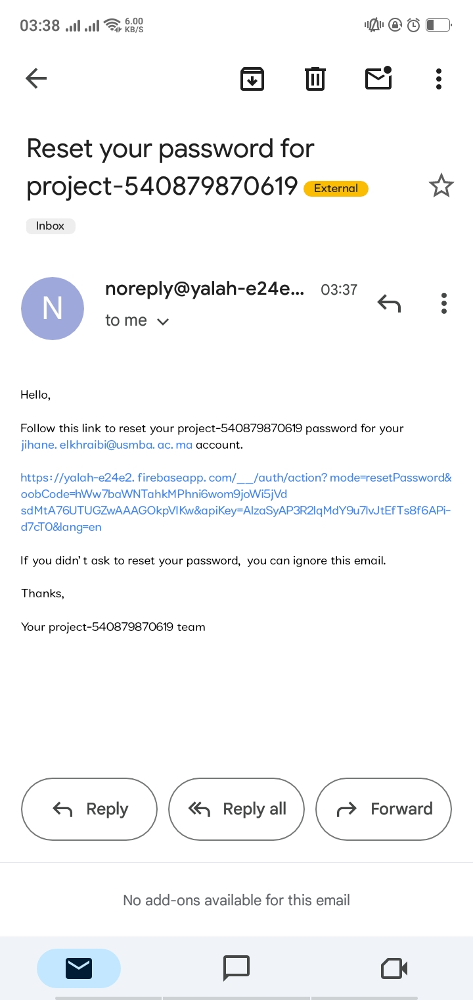 03:38 6.00 KB/S
Reset your password for
project-540879870619 External
Inbox
N
noreply@yalah-e24e... 03:37
to me
Hello,
Follow this link to reset your project-540879870619 password for your
jihane. elkhraibi@usmba. ac. ma account.
https://yalah-e24e2. firebaseapp. com/__/auth/action? mode=resetPassword&
oobCode=hWw7baWNTahkMPhni6wom9joWi5jVd
sdMtA76UTUGZwAAAGOkpVIKw&apiKey=AIzaSyAP3R2IqMdY9u7IvJtEfTs8f6APi-
d7cT0&lang=en
If you didn't ask to reset your password, you can ignore this email.
Thanks,
Your project-540879870619 team
Reply Reply all Forward
No add-ons available for this email